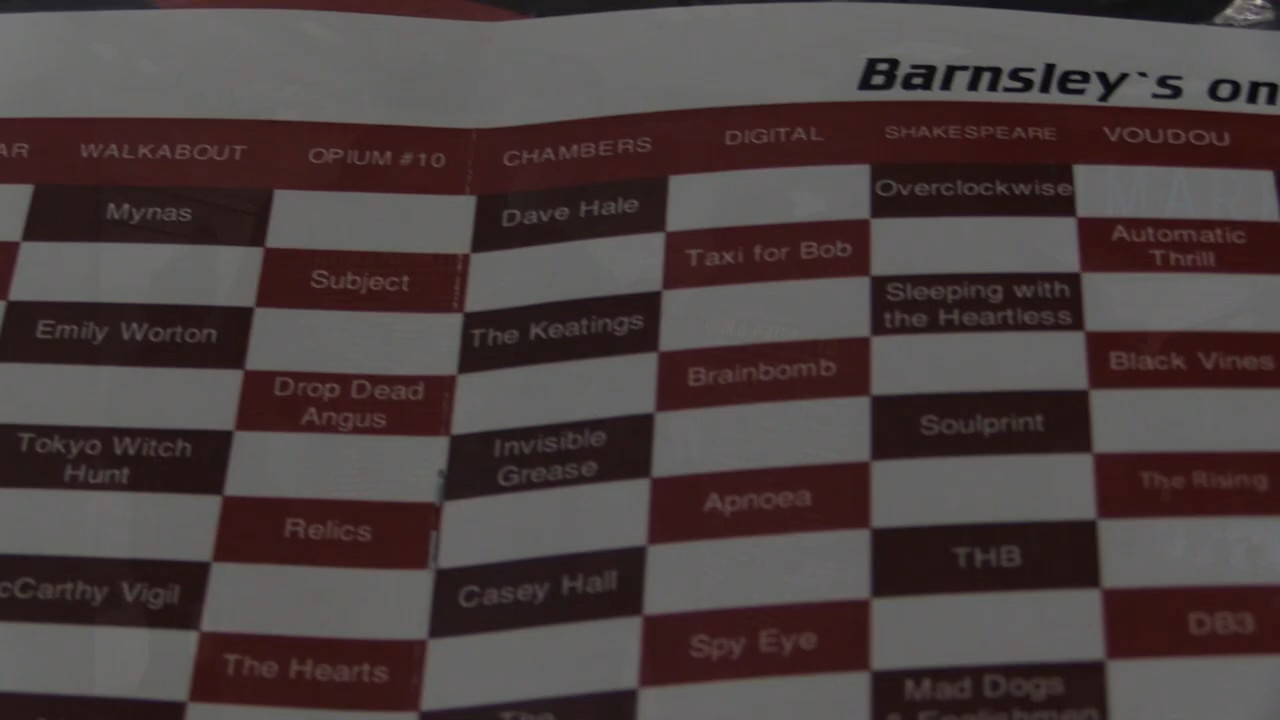 Barnsley`s on
AR WALKABOUT OPIUM #10 CHAMBERS DIGITAL SHAKESPEARE VOUDOU
Mynas Dave Hale Overclockwise
Subject Taxi for Bob Automatic
Thrill
Emily Worton The Keatings Sleeping with
the Heartless
Drop Dead
Angus Brainbomb Black Vines
Tokyo Witch
Hunt Invisible
Grease Soulprint
Relics Apnoea The Rising
cCarthy Vigil Casey Hall THB
The Hearts Spy Eye DB3
The Mad Dogs